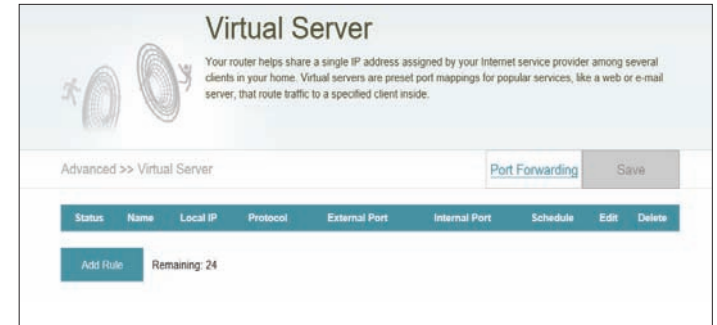 Virtual Server
Your router helps share a single IP address assigned by your Internet service provider among several
clients in your home. Virtual servers are preset port mappings for popular services, like a web or e-mail
server, that route traffic to a specified client inside.
Advanced >> Virtual Server Port Forwarding Save
Status Name Local IP Protocol External Port Internal Port Schedule Edit Delete
Add Rule Remaining: 24